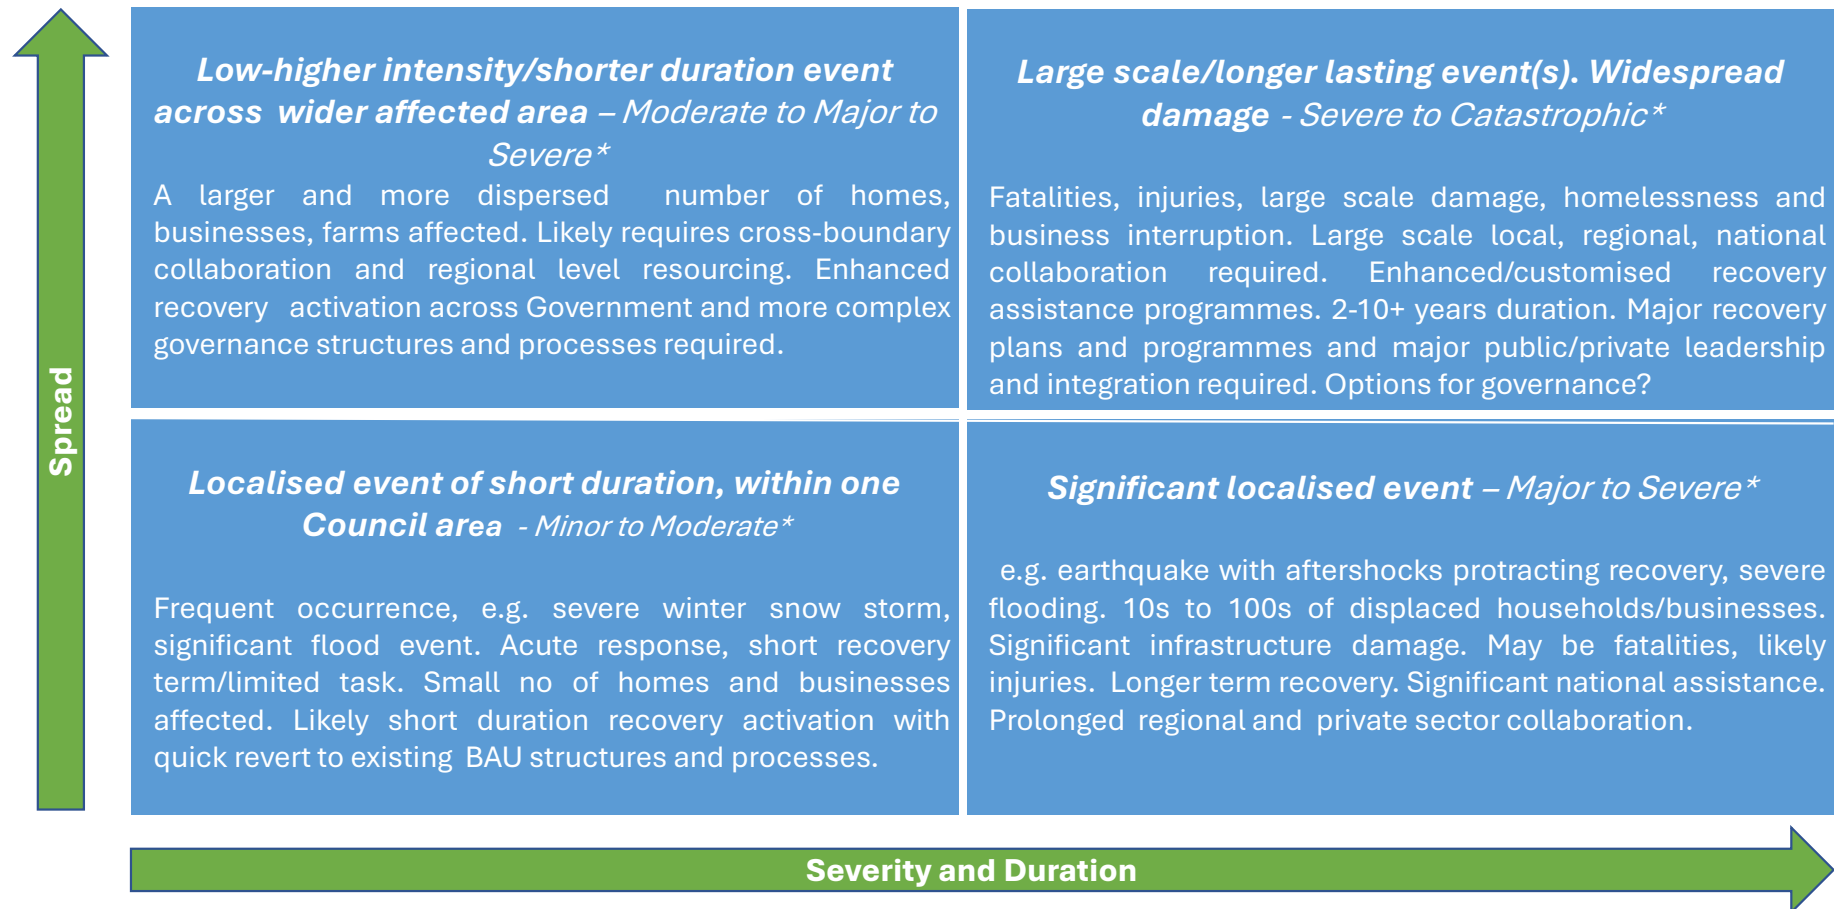 Low-higher intensity/shorter duration event
across wider affected area – Moderate to Major to
Severe*
A larger and more dispersed number of homes,
businesses, farms affected. Likely requires cross-boundary
collaboration and regional level resourcing. Enhanced
recovery activation across Government and more complex
governance structures and processes required.
Large scale/longer lasting event(s). Widespread
damage - Severe to Catastrophic*
Fatalities, injuries, large scale damage, homelessness and
business interruption. Large scale local, regional, national
collaboration required. Enhanced/customised recovery
assistance programmes. 2-10+ years duration. Major recovery
plans and programmes and major public/private leadership
and integration required. Options for governance?
Spread
Localised event of short duration, within one
Council area - Minor to Moderate*
Frequent occurrence, e.g. severe winter snow storm,
significant flood event. Acute response, short recovery
term/limited task. Small no of homes and businesses
affected. Likely short duration recovery activation with
quick revert to existing BAU structures and processes.
Significant localised event – Major to Severe*
e.g. earthquake with aftershocks protracting recovery, severe
flooding. 10s to 100s of displaced households/businesses.
Significant infrastructure damage. May be fatalities, likely
injuries. Longer term recovery. Significant national assistance.
Prolonged regional and private sector collaboration.
Severity and Duration